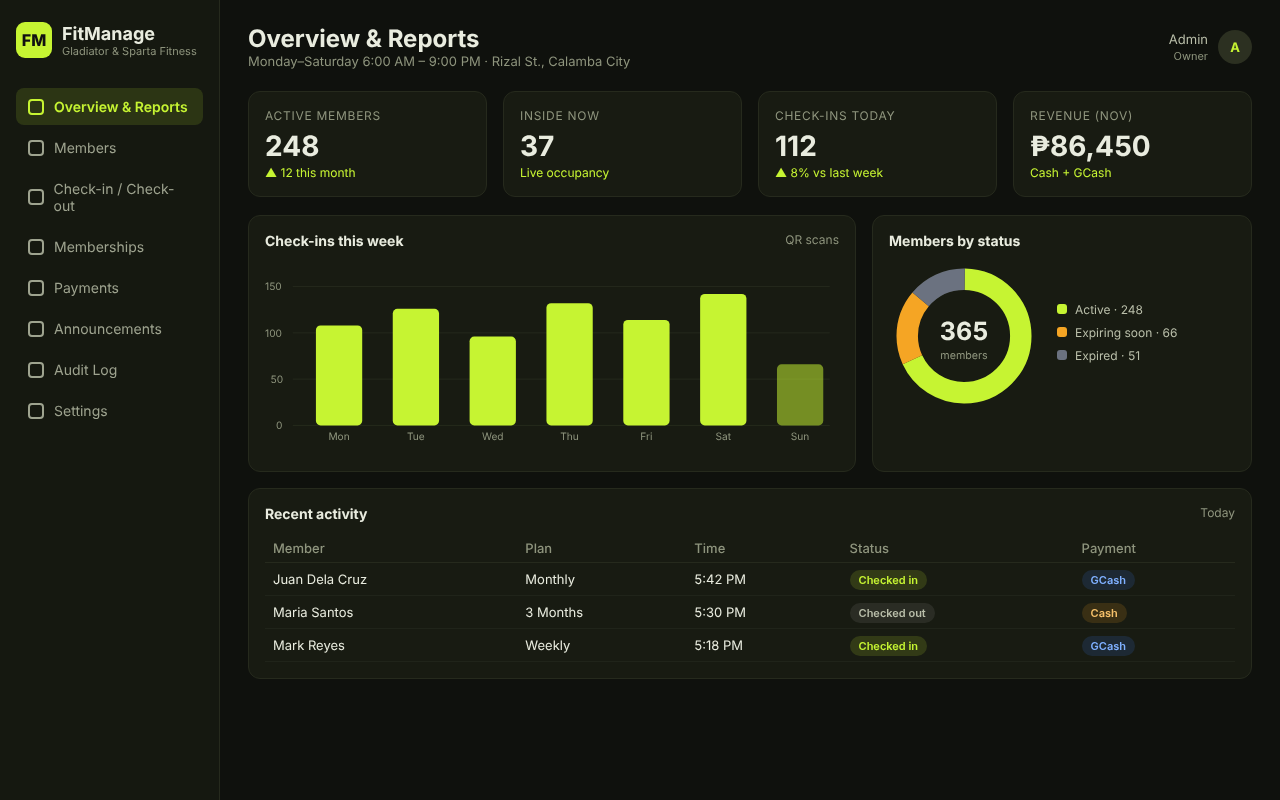 FM
FitManage
Gladiator & Sparta Fitness
Overview & Reports
Members
Check-in / Check-
out
Memberships
Payments
Announcements
Audit Log
Settings
Overview & Reports
Monday–Saturday 6:00 AM – 9:00 PM · Rizal St., Calamba City
Admin
Owner
A
ACTIVE MEMBERS
248
▲ 12 this month
INSIDE NOW
37
Live occupancy
CHECK-INS TODAY
112
▲ 8% vs last week
REVENUE (NOV)
₱86,450
Cash + GCash
Check-ins this week
QR scans
150
100
50
0
Mon Tue Wed Thu Fri Sat Sun
Members by status
365
members
Active · 248
Expiring soon · 66
Expired · 51
Recent activity
Today
Member Plan Time Status Payment
Juan Dela Cruz Monthly 5:42 PM Checked in GCash
Maria Santos 3 Months 5:30 PM Checked out Cash
Mark Reyes Weekly 5:18 PM Checked in GCash